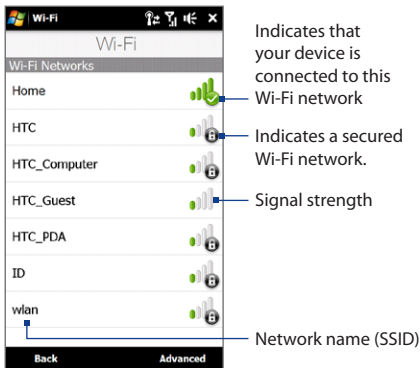 Wi-Fi
Wi-Fi
Wi-Fi Networks
Home
HTC
HTC_Computer
HTC_Guest
HTC_PDA
ID
wlan
Back Advanced
Indicates that
your device is
connected to this
Wi-Fi network
Indicates a secured
Wi-Fi network.
Signal strength
Network name (SSID)